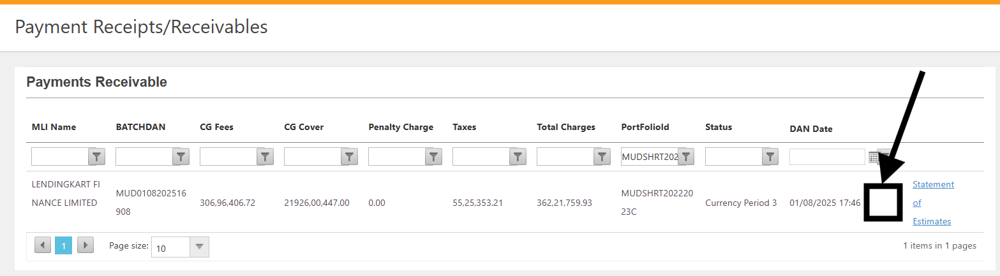 Payment Receipts/Receivables
Payments Receivable
MLI Name BATCHDAN CG Fees CG Cover Penalty Charge Taxes Total Charges PortFolioId Status DAN Date
MUDSHRT202
LENDINGKART FI
NANCE LIMITED
MUD0108202516
908
306,96,406.72
21926,00,447.00
0.00
55,25,353.21
362,21,759.93
MUDSHRT202220
23C
Currency Period 3
01/08/2025 17:46
Statement
of
Estimates
1 Page size: 10 1 items in 1 pages